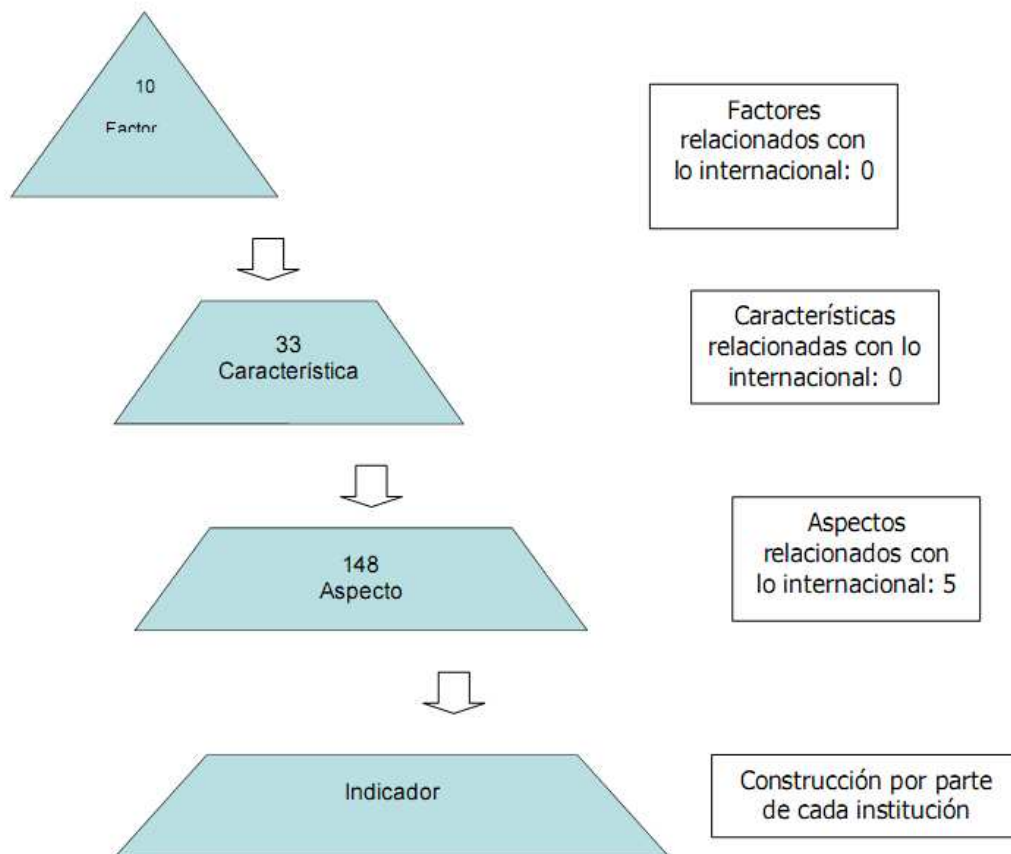 10
Factor
Factores
relacionados con
lo internacional: 0
33
Característica
Características
relacionadas con lo
internacional: 0
148
Aspecto
Aspectos
relacionados con
lo internacional: 5
Indicador
Construcción por parte
de cada institución